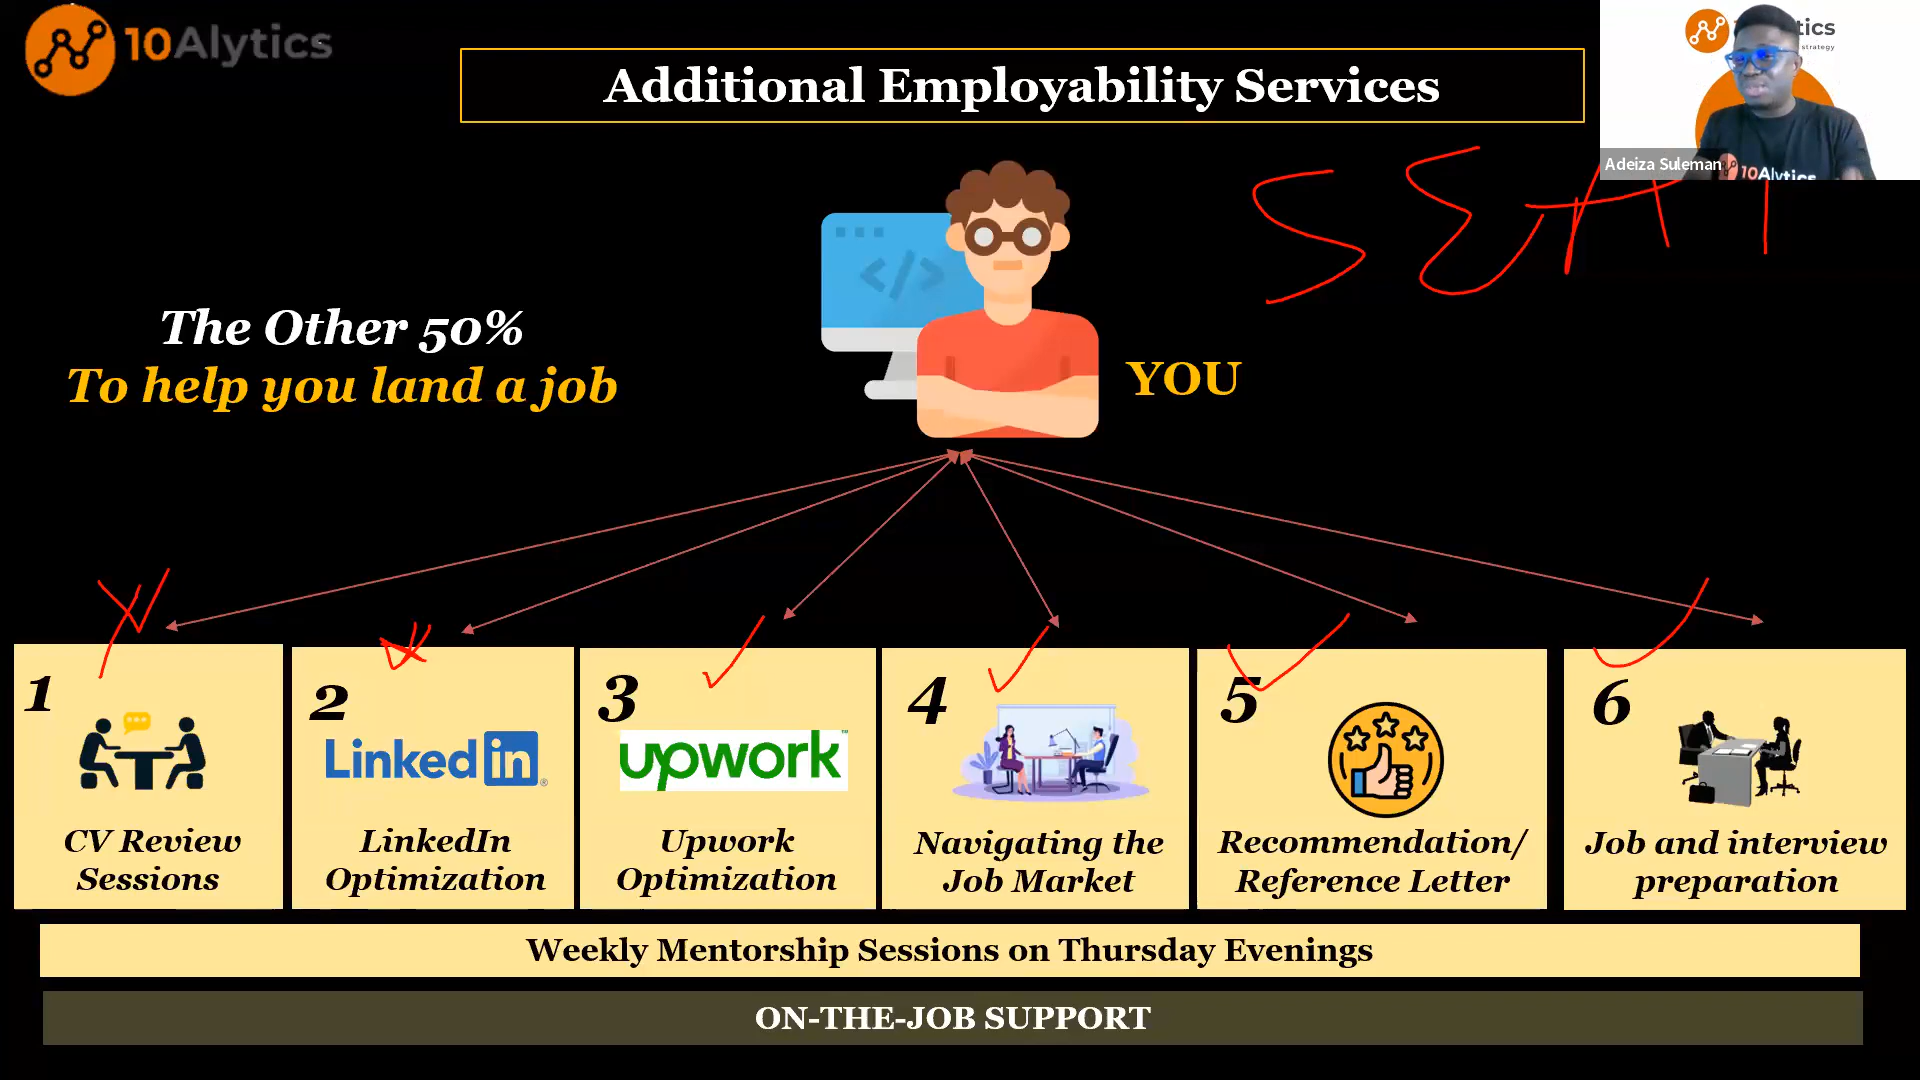 10Alytics
Additional Employability Services
tics
strategy
Adeiza Suleman
10Alytics
The Other 50%
To help you land a job
</>
YOU
1
CV Review
Sessions
2
LinkedIn
LinkedIn
Optimization
3
upwork
Upwork
Optimization
4
Navigating the
Job Market
5
Recommendation/
Reference Letter
6
Job and interview
preparation
Weekly Mentorship Sessions on Thursday Evenings
ON-THE-JOB SUPPORT